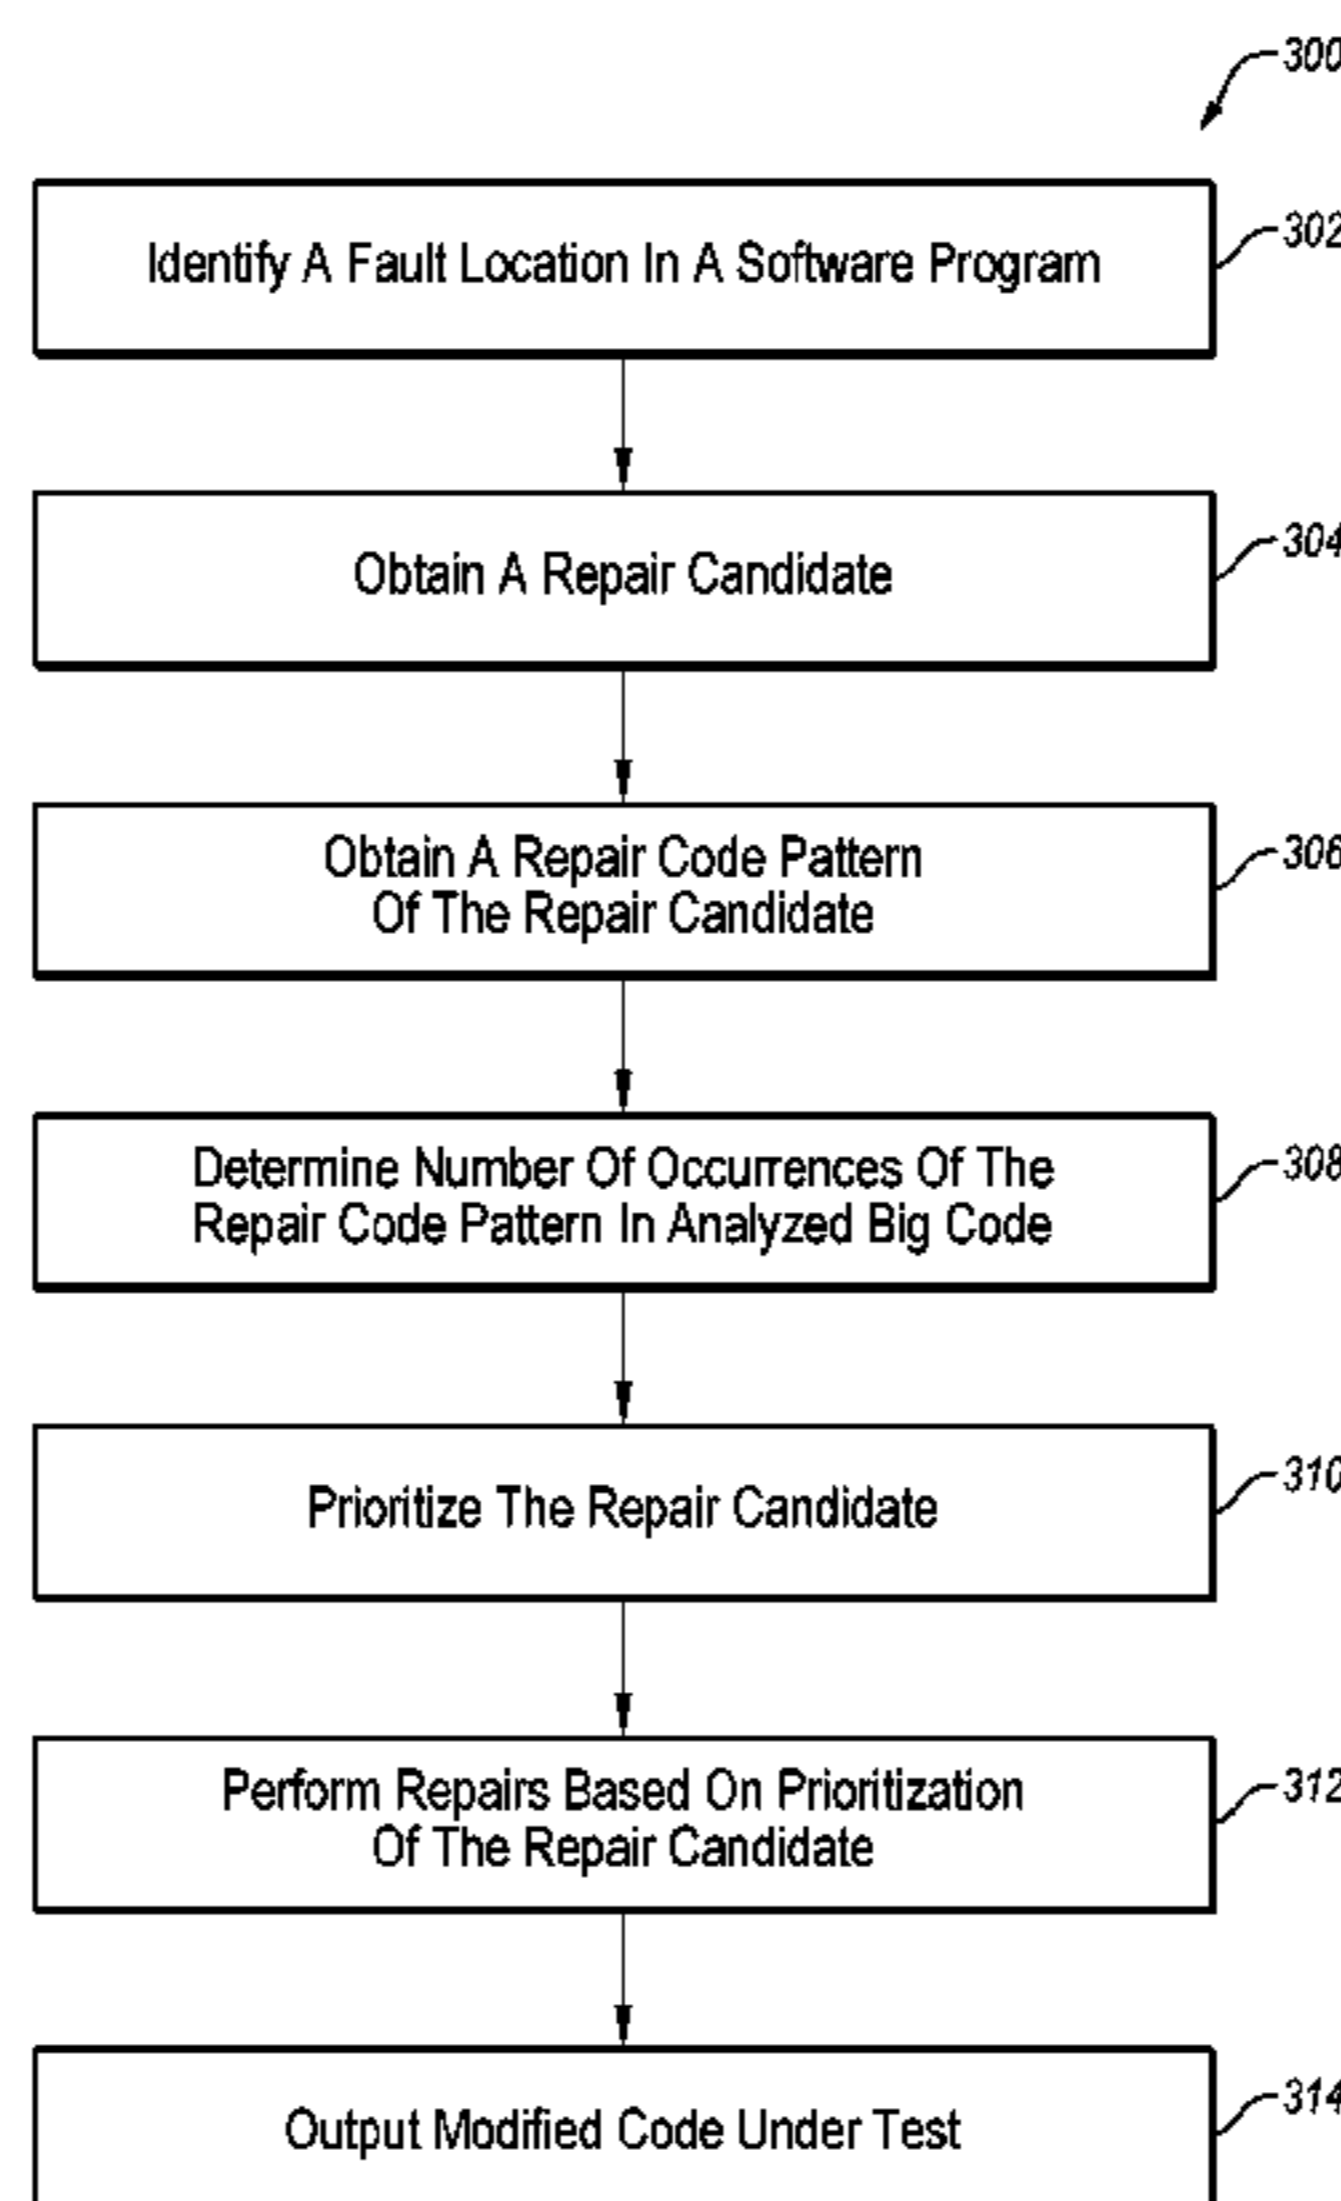 300
Identify A Fault Location In A Software Program
302
Obtain A Repair Candidate
304
Obtain A Repair Code Pattern
Of The Repair Candidate
306
Determine Number Of Occurrences Of The
Repair Code Pattern In Analyzed Big Code
308
Prioritize The Repair Candidate
310
Perform Repairs Based On Prioritization
Of The Repair Candidate
312
Output Modified Code Under Test
314